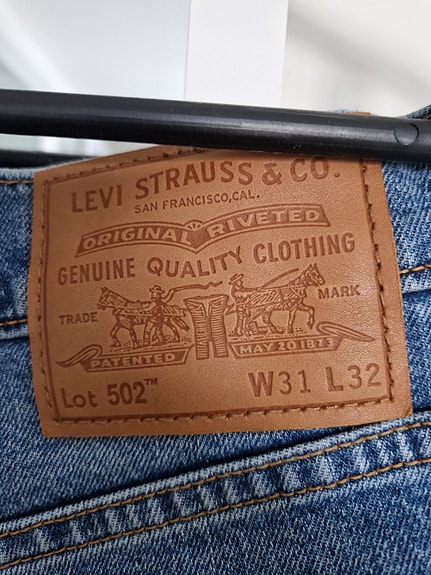 LEVI STRAUSS & CO.
SAN FRANCISCO, CAL.
ORIGINAL RIVETED
GENUINE QUALITY CLOTHING
TRADE MARK
PATENTED MAY 20 1873
Lot 502™ W31 L32